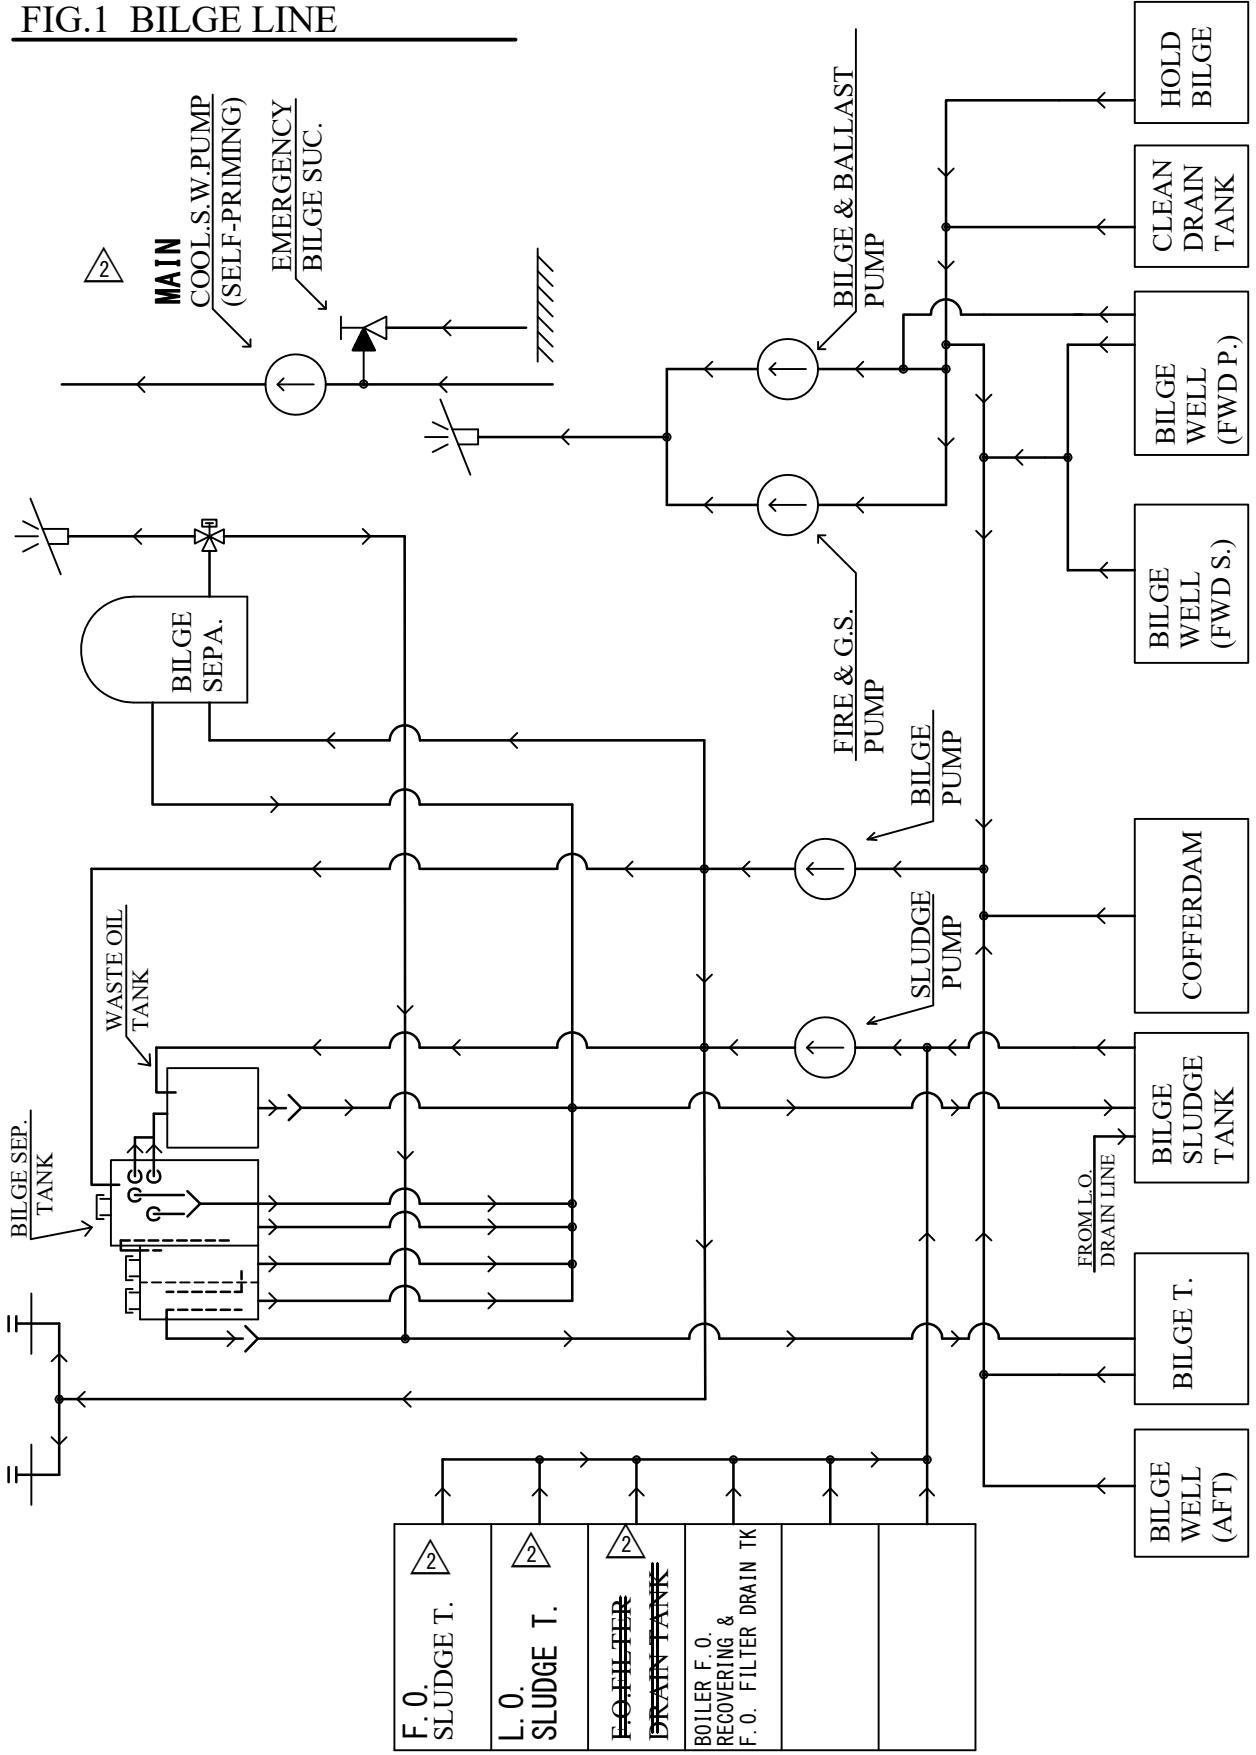 FIG.1 BILGE LINE
2
MAIN
COOL.S.W.PUMP
(SELF-PRIMING)
EMERGENCY
BILGE SUC.
BILGE & BALLAST
PUMP
HOLD
BILGE
CLEAN
DRAIN
TANK
BILGE
WELL
(FWD P.)
BILGE
WELL
(FWD S.)
BILGE
SEPA.
FIRE & G.S.
PUMP
BILGE
PUMP
SLUDGE
PUMP
COFFERDAM
WASTE OIL
TANK
BILGE SEP.
TANK
BILGE
SLUDGE
TANK
FROM L.O.
DRAIN LINE
BILGE T.
BILGE
WELL
(AFT)
F.O.
SLUDGE T.
2
L.O.
SLUDGE T.
2
F.O.FILTER
DRAIN TANK
2
BOILER F.O.
RECOVERING &
F.O. FILTER DRAIN TK